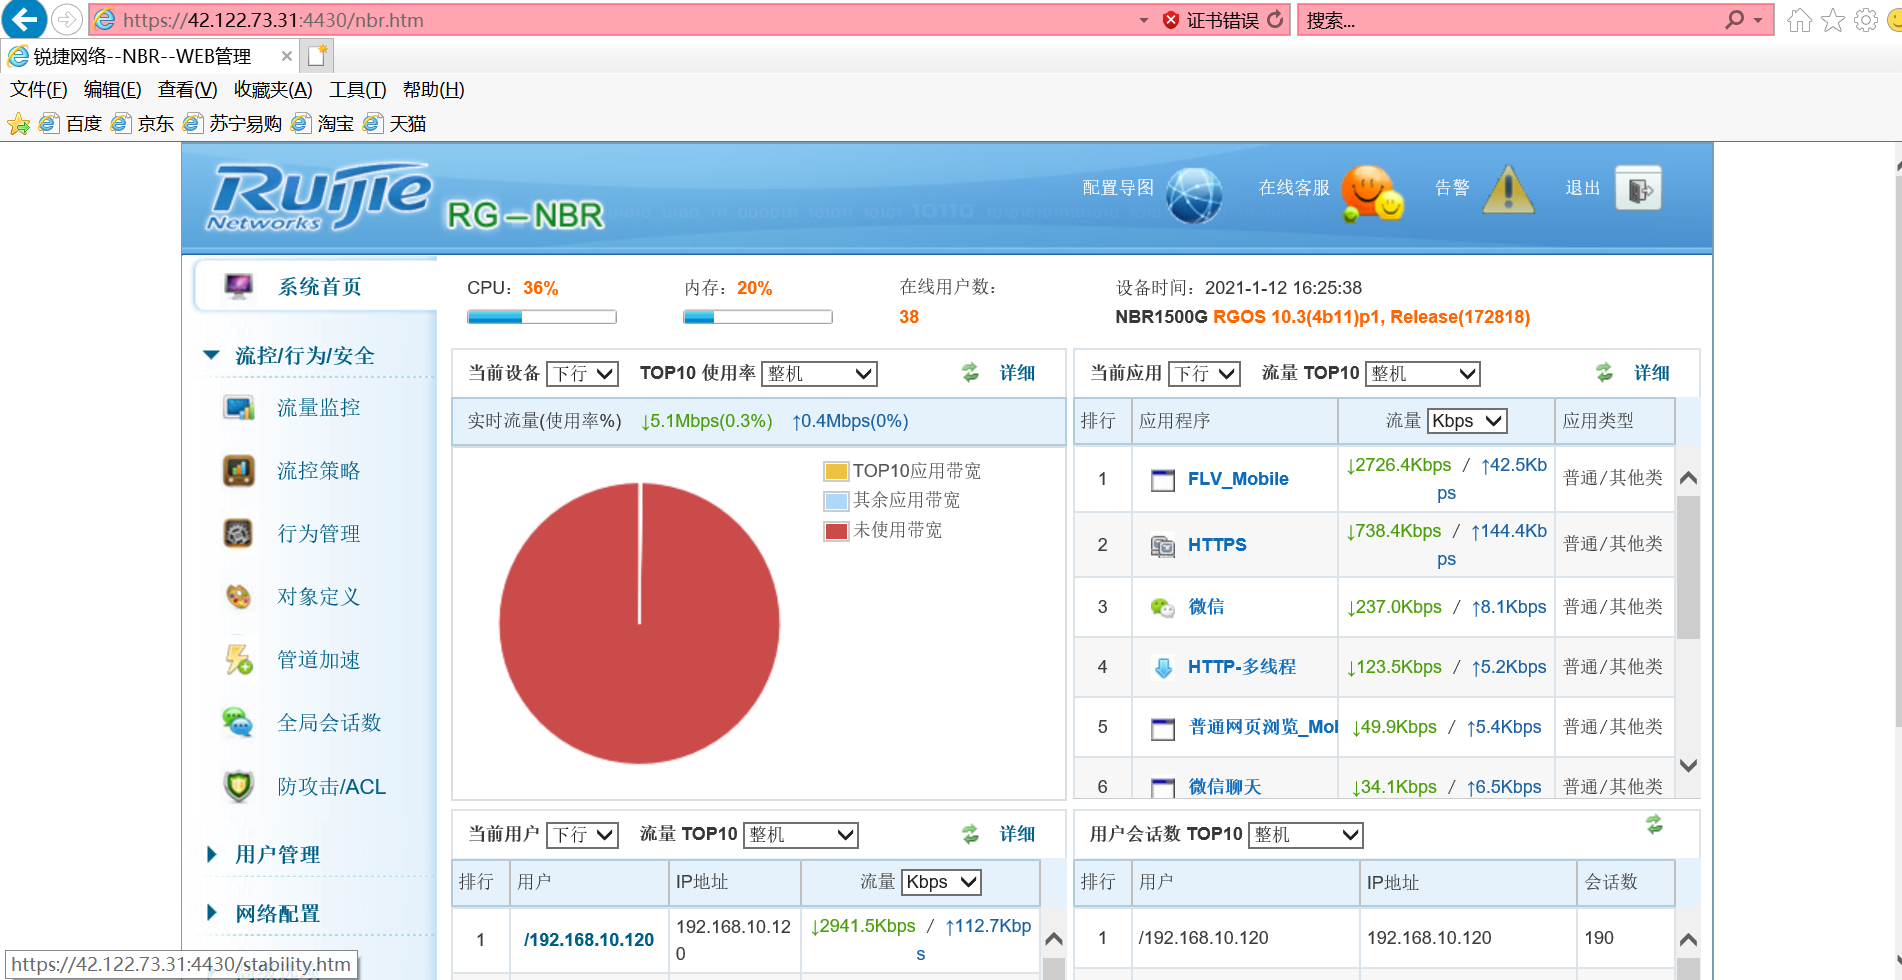 https://42.122.73.31:4430/nbr.htm
证书错误
搜索...
锐捷网络--NBR--WEB管理
文件(F) 编辑(E) 查看(V) 收藏夹(A) 工具(T) 帮助(H)
百度 京东 苏宁易购 淘宝 天猫
Ruijie
Networks
RG-NBR
配置导图 在线客服 告警 退出
系统首页
CPU: 36% 内存: 20% 在线用户数:
38
设备时间: 2021-1-12 16:25:38
NBR1500G RGOS 10.3(4b11)p1, Release(172818)
流控/行为/安全
流量监控
流控策略
行为管理
对象定义
管道加速
全局会话数
防攻击/ACL
用户管理
网络配置
当前设备 下行 TOP10 使用率 整机 详细
实时流量(使用率%) ↓5.1Mbps(0.3%) ↑0.4Mbps(0%)
TOP10应用带宽
其余应用带宽
未使用带宽
当前应用 下行 流量 TOP10 整机 详细
排行 应用程序 流量 Kbps 应用类型
1 FLV_Mobile ↓2726.4Kbps / ↑42.5Kb
ps 普通/其他类
2 HTTPS ↓738.4Kbps / ↑144.4Kb
ps 普通/其他类
3 微信 ↓237.0Kbps / ↑8.1Kbps 普通/其他类
4 HTTP-多线程 ↓123.5Kbps / ↑5.2Kbps 普通/其他类
5 普通网页浏览_Mol ↓49.9Kbps / ↑5.4Kbps 普通/其他类
6 微信聊天 ↓34.1Kbps / ↑6.5Kbps 普通/其他类
当前用户 下行 流量 TOP10 整机 详细
排行 用户 IP地址 流量 Kbps
1 /192.168.10.120 192.168.10.12
0 ↓2941.5Kbps / ↑112.7Kbp
s
用户会话数 TOP10 整机
排行 用户 IP地址 会话数
1 /192.168.10.120 192.168.10.120 190
https://42.122.73.31:4430/stability.htm